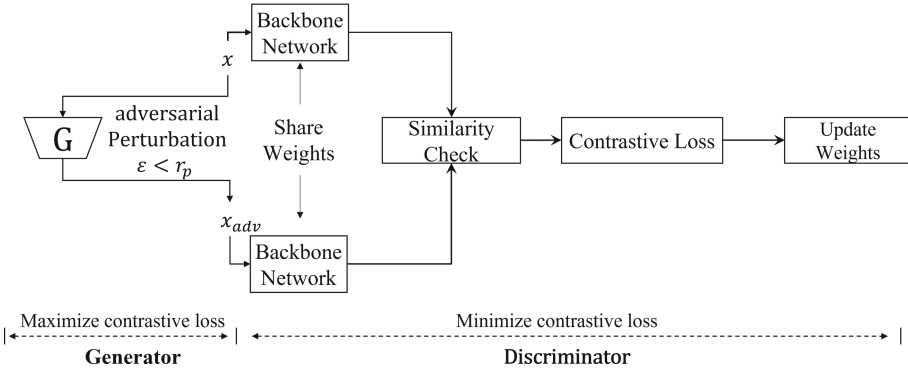 Backbone
Network
x
G
adversarial
Perturbation
ε < rₚ
Share
Weights
Similarity
Check
Contrastive Loss
Update
Weights
x_adv
Backbone
Network
Maximize contrastive loss
Minimize contrastive loss
Generator
Discriminator